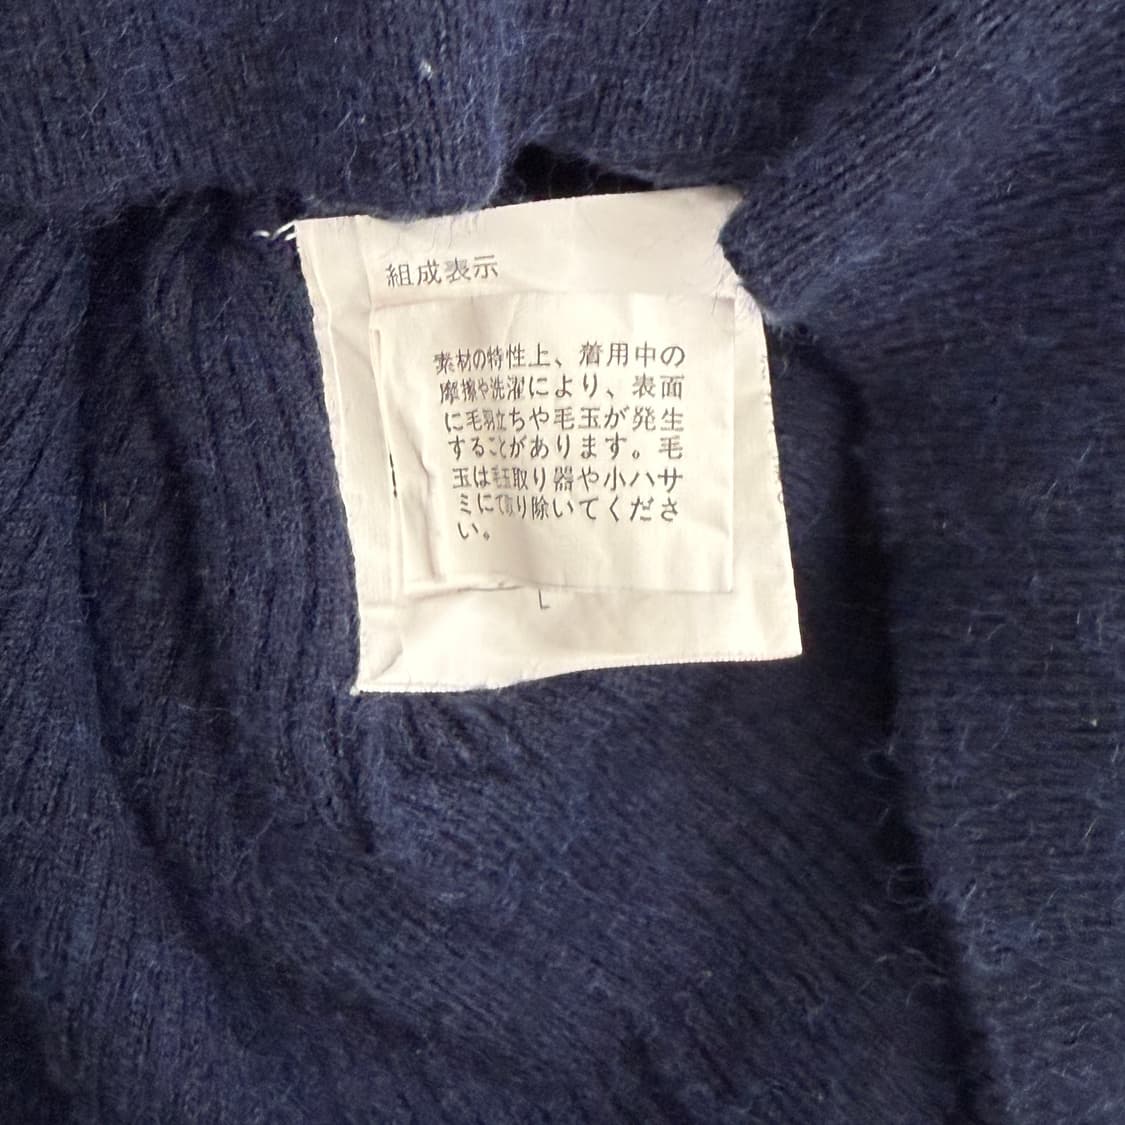 組成表示
素材の特性上、着用中の
摩擦や洗濯により、表面
に毛羽立ちや毛玉が発生
することがあります。毛
玉は毛玉取り器や小ハサ
ミにて取り除いてくださ
い。
L